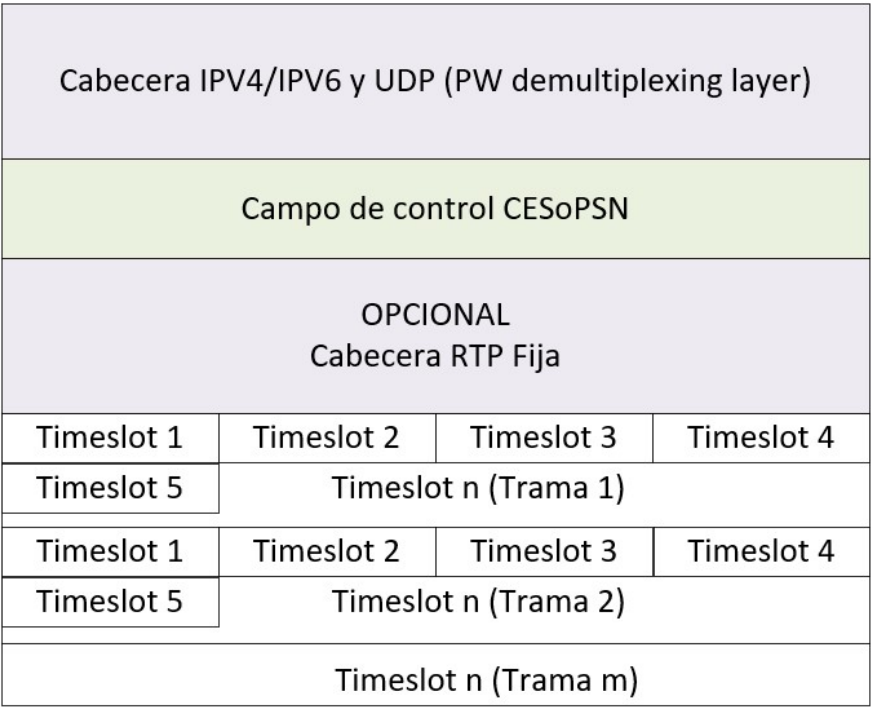 Cabecera IPV4/IPV6 y UDP (PW demultiplexing layer)
Campo de control CESoPSN
OPCIONAL
Cabecera RTP Fija
Timeslot 1 Timeslot 2 Timeslot 3 Timeslot 4
Timeslot 5 Timeslot n (Trama 1)
Timeslot 1 Timeslot 2 Timeslot 3 Timeslot 4
Timeslot 5 Timeslot n (Trama 2)
Timeslot n (Trama m)